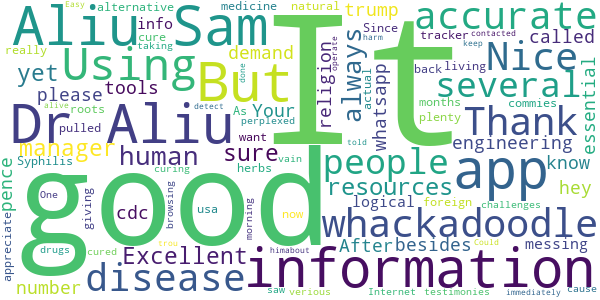 Aliu Sam
It
accurate
Using
But
always
Nice
called
several
Dr Aliu
app
Thank
good
people
whackadoodle
information
disease
Excellent
resources
manager
human
sure
engineering
yet
tools
please
demand
Your
religion
whatsapp
essential
know
hey
number
cdc
pence
logical
After
besides
messing
appreciate
giving
usa
browsing
morning
now
foreign
challenges
Could
trou
herbs
vain
want
told
curing
Syphilis
One
drugs
cured
saw
verious
cause
Internet
testimonies
immediately
himabout
alternative
info
medicine
natural
trump
Easy
really
cure
taking
Since
tracker
contacted
back
living
keep
actual
operate
harm
months
commies
plenty
detect
done
As
perplexed
roots
pulled
alive